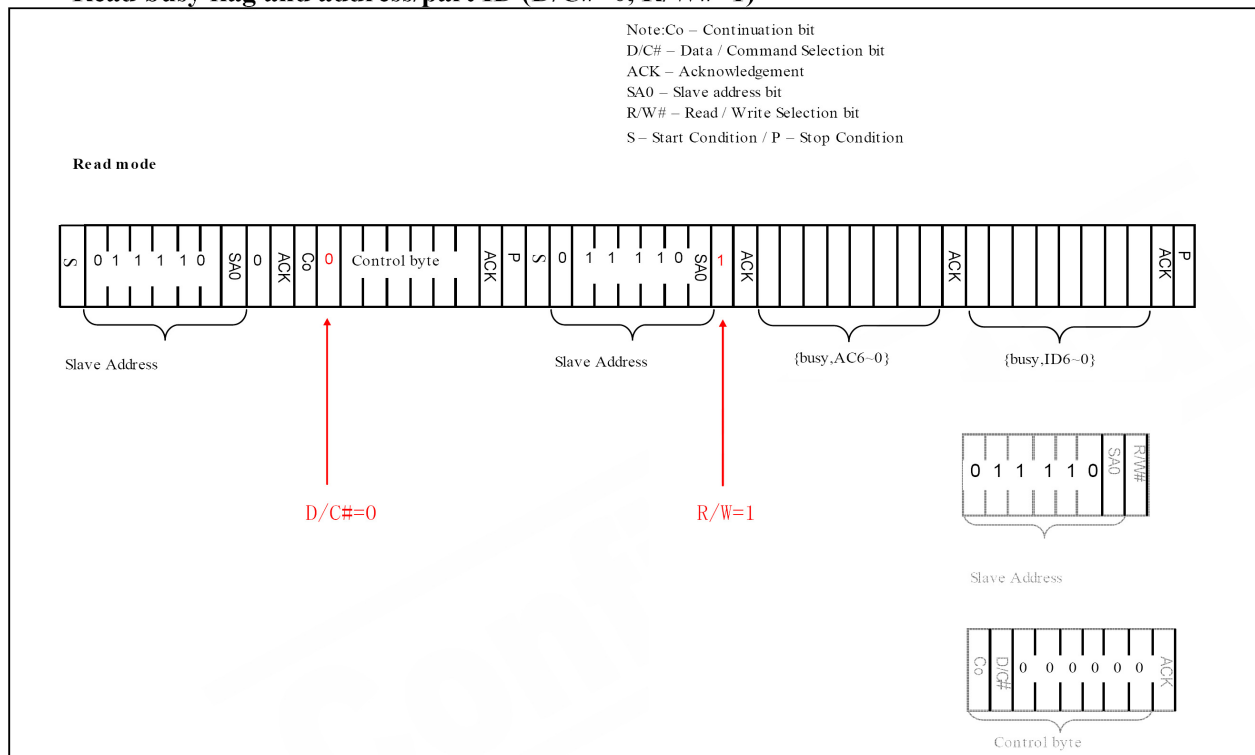 Read busy flag and address/part ID (D/C#=0, R/W#=1)
Note:Co – Continuation bit
D/C# – Data / Command Selection bit
ACK – Acknowledgement
SA0 – Slave address bit
R/W# – Read / Write Selection bit
S – Start Condition / P – Stop Condition
Read mode
S 0 1 1 1 1 0 SA0 0 ACK Co 0 Control byte ACK P S 0 1 1 1 1 0 SA0 1 ACK ACK ACK P
Slave Address Slave Address {busy,AC6~0} {busy,ID6~0}
0 1 1 1 1 0 SA0 R/W#
D/C#=0 R/W=1
Slave Address
Co D/C# 0 0 0 0 0 0 ACK
Control byte